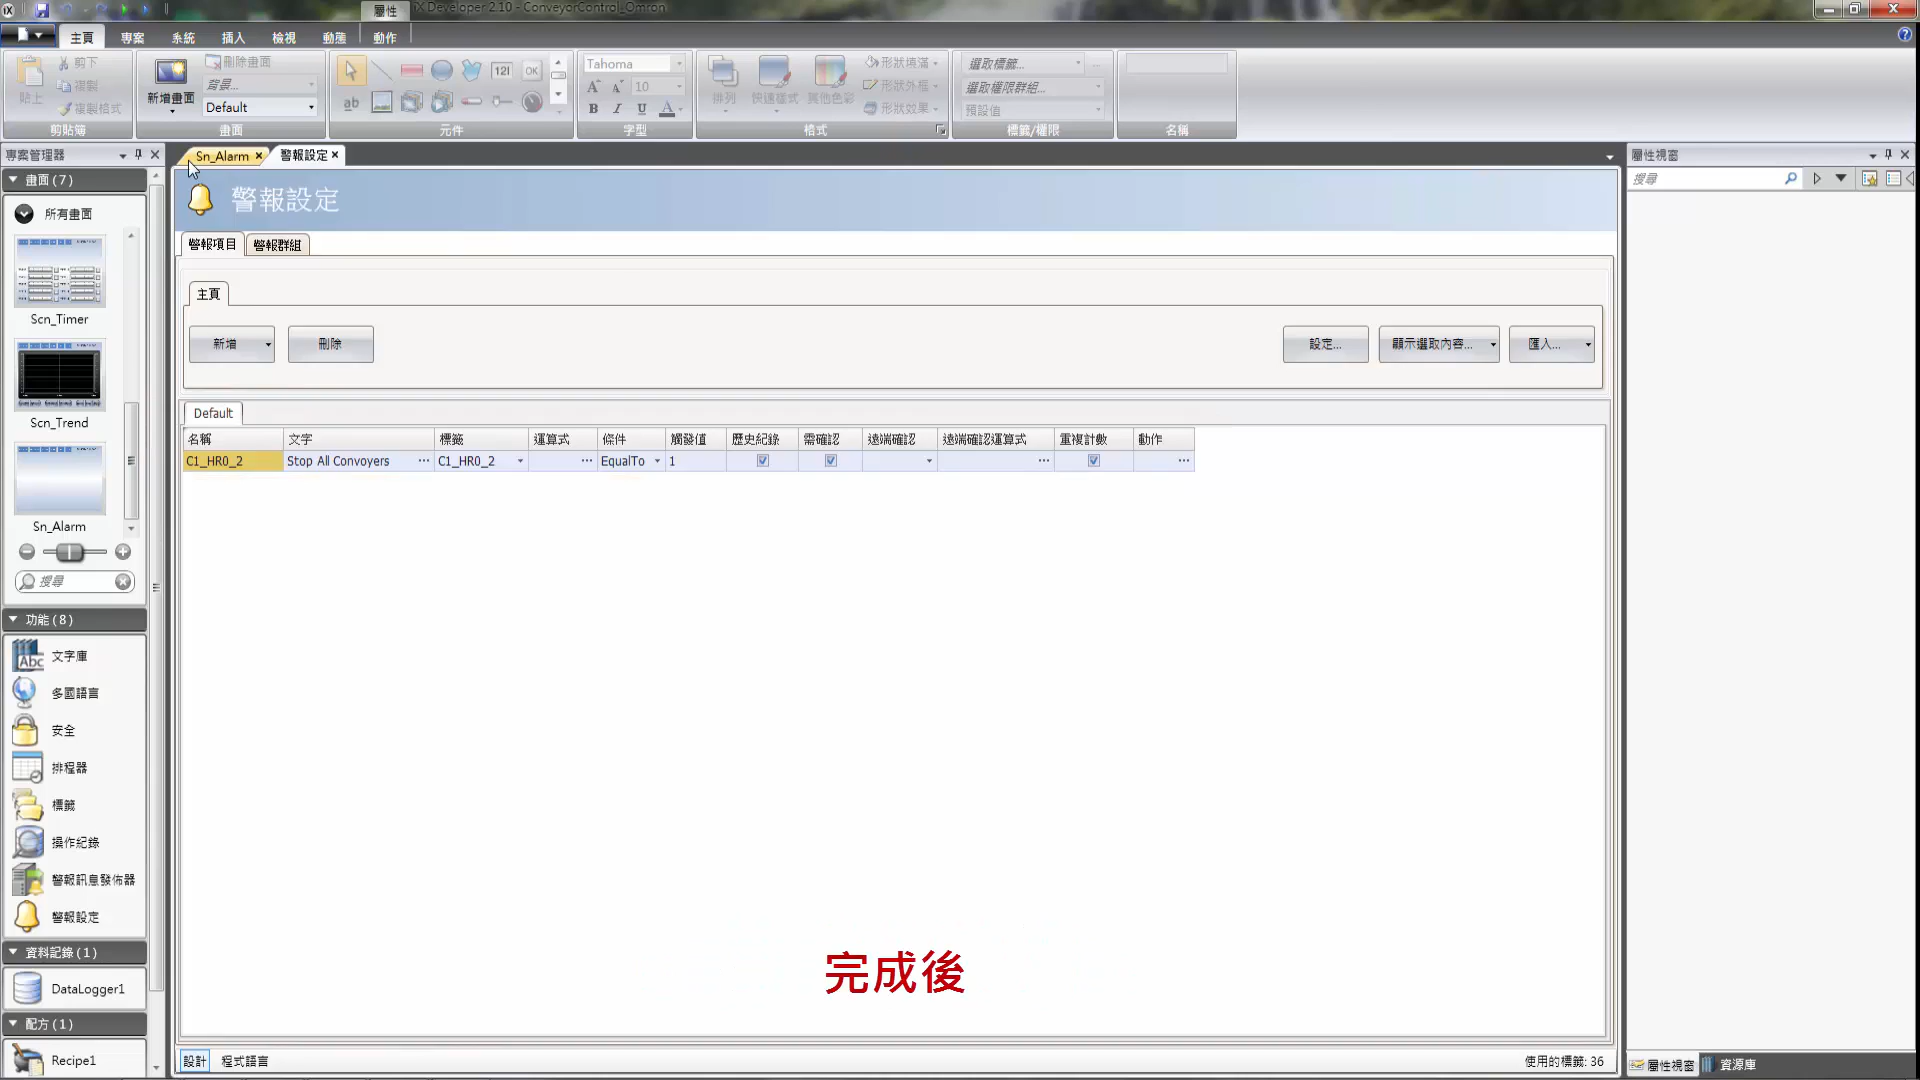 屬性 iX Developer 2.10 - ConveyorControl_Omron
主頁 專案 系統 插入 檢視 動態 動作
貼上 剪下
複製
複製格式
剪貼簿
新增畫面 刪除畫面
背景...
Default
畫面
ab 12I OK
元件
Tahoma
A A 10
B I U A
字型
排列 快速樣式 其他色彩
形狀填滿
形狀外框
形狀效果
格式
選取標籤...
選取權限群組...
預設值
標籤/權限
名稱
專案管理器
畫面 (7)
所有畫面
Scn_Timer
Scn_Trend
Sn_Alarm
搜尋
功能 (8)
文字庫
多國語言
安全
排程器
標籤
操作紀錄
警報訊息發佈器
警報設定
資料記錄 (1)
DataLogger1
配方 (1)
Recipe1
Sn_Alarm 警報設定
警報設定
警報項目 警報群組
主頁
新增 刪除 設定... 顯示選取內容... 匯入...
Default
名稱 文字 標籤 運算式 條件 觸發值 歷史紀錄 需確認 遠端確認 遠端確認運算式 重複計數 動作
C1_HR0_2 Stop All Convoyers ... C1_HR0_2 ... EqualTo 1 ... ...
完成後
設計 程式語言 使用的標籤: 36
屬性視窗
搜尋
屬性視窗 資源庫